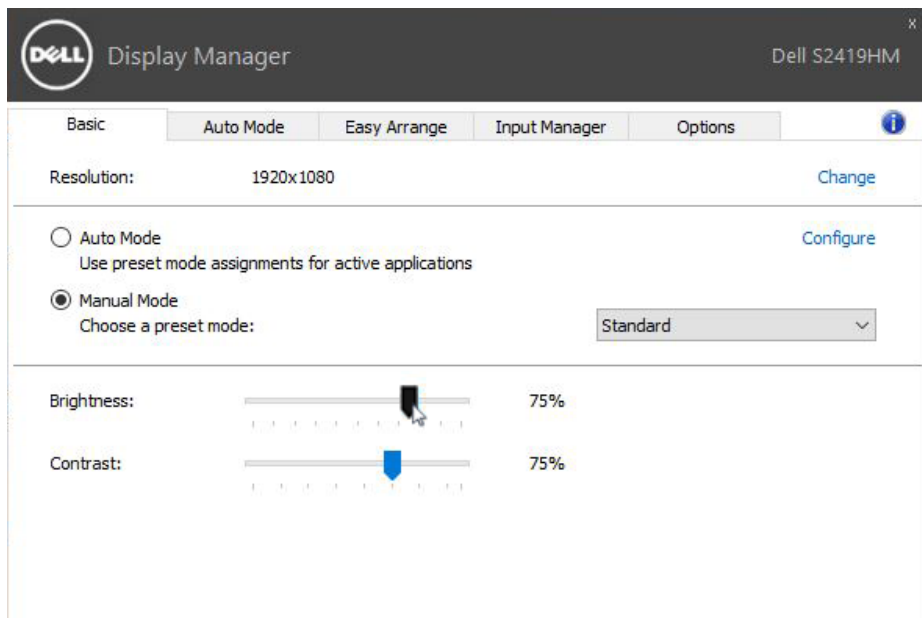 x
DELL Display Manager Dell S2419HM
Basic Auto Mode Easy Arrange Input Manager Options i
Resolution: 1920x1080 Change
Auto Mode Configure
Use preset mode assignments for active applications
Manual Mode
Choose a preset mode: Standard
Brightness: 75%
Contrast: 75%